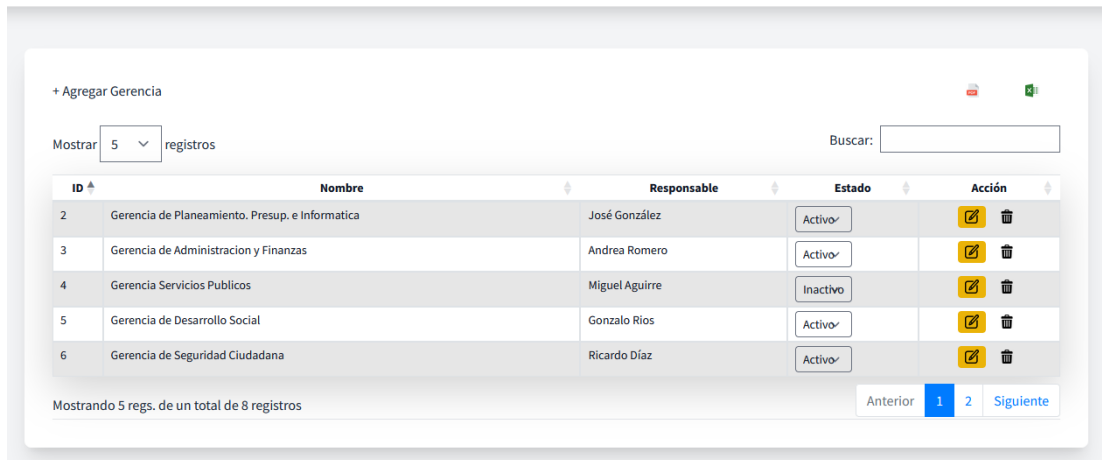 + Agregar Gerencia
PDF
Mostrar 5 registros
Buscar:
ID Nombre Responsable Estado Acción
2 Gerencia de Planeamiento. Presup. e Informatica José González Activo
3 Gerencia de Administracion y Finanzas Andrea Romero Activo
4 Gerencia Servicios Publicos Miguel Aguirre Inactivo
5 Gerencia de Desarrollo Social Gonzalo Rios Activo
6 Gerencia de Seguridad Ciudadana Ricardo Díaz Activo
Mostrando 5 regs. de un total de 8 registros
Anterior 1 2 Siguiente